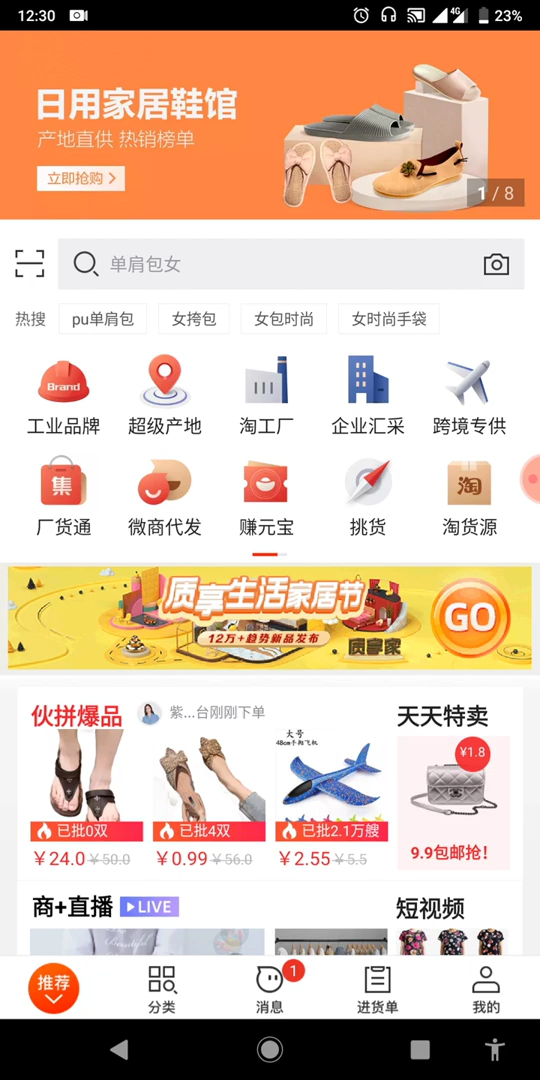 12:30
4G
23%
日用家居鞋馆
产地直供 热销榜单
立即抢购
1 / 8
单肩包女
热搜 pu单肩包 女挎包 女包时尚 女时尚手袋
Brand
工业品牌 超级产地 淘工厂 企业汇采 跨境专供
集 淘
厂货通 微商代发 赚元宝 挑货 淘货源
质享生活家居节
12万+趋势新品发布
质享家
GO
伙拼爆品 紫...台刚刚下单 天天特卖
大号
48cm手抛飞机
¥1.8
已批0双 已批4双 已批2.1万艘
¥24.0 ¥50.0 ¥0.99 ¥56.0 ¥2.55 ¥5.5
9.9包邮抢!
商+直播 LIVE 短视频
Beautiful
推荐 分类 消息 1 进货单 我的